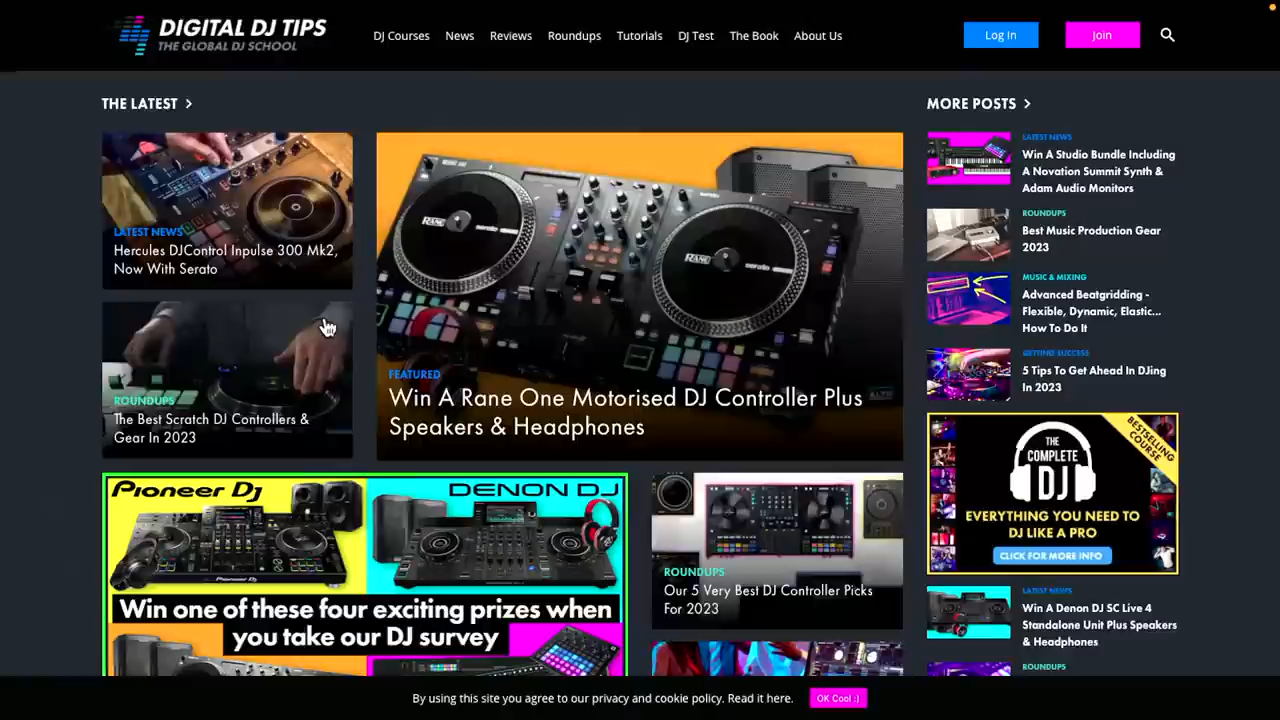 DIGITAL DJ TIPS
THE GLOBAL DJ SCHOOL
DJ Courses
News
Reviews
Roundups
Tutorials
DJ Test
The Book
About Us
Log In
Join
THE LATEST
LATEST NEWS
Hercules DJControl Inpulse 300 Mk2,
Now With Serato
ROUNDUPS
The Best Scratch DJ Controllers &
Gear In 2023
RANE
serato
RANE
serato
FEATURED
Win A Rane One Motorised DJ Controller Plus
Speakers & Headphones
Pioneer Dj
DENON DJ
Pioneer Dj
Win one of these four exciting prizes when
you take our DJ survey
ROUNDUPS
Our 5 Very Best DJ Controller Picks
For 2023
MORE POSTS
LATEST NEWS
Win A Studio Bundle Including
A Novation Summit Synth &
Adam Audio Monitors
ROUNDUPS
Best Music Production Gear
2023
MUSIC & MIXING
Advanced Beatgridding -
Flexible, Dynamic, Elastic...
How To Do It
GETTING SUCCESS
5 Tips To Get Ahead In DJing
In 2023
BESTSELLING
COURSE
THE
COMPLETE
DJ
EVERYTHING YOU NEED TO
DJ LIKE A PRO
CLICK FOR MORE INFO
LATEST NEWS
Win A Denon DJ SC Live 4
Standalone Unit Plus Speakers
& Headphones
ROUNDUPS
By using this site you agree to our privacy and cookie policy. Read it here.
OK Cool :)